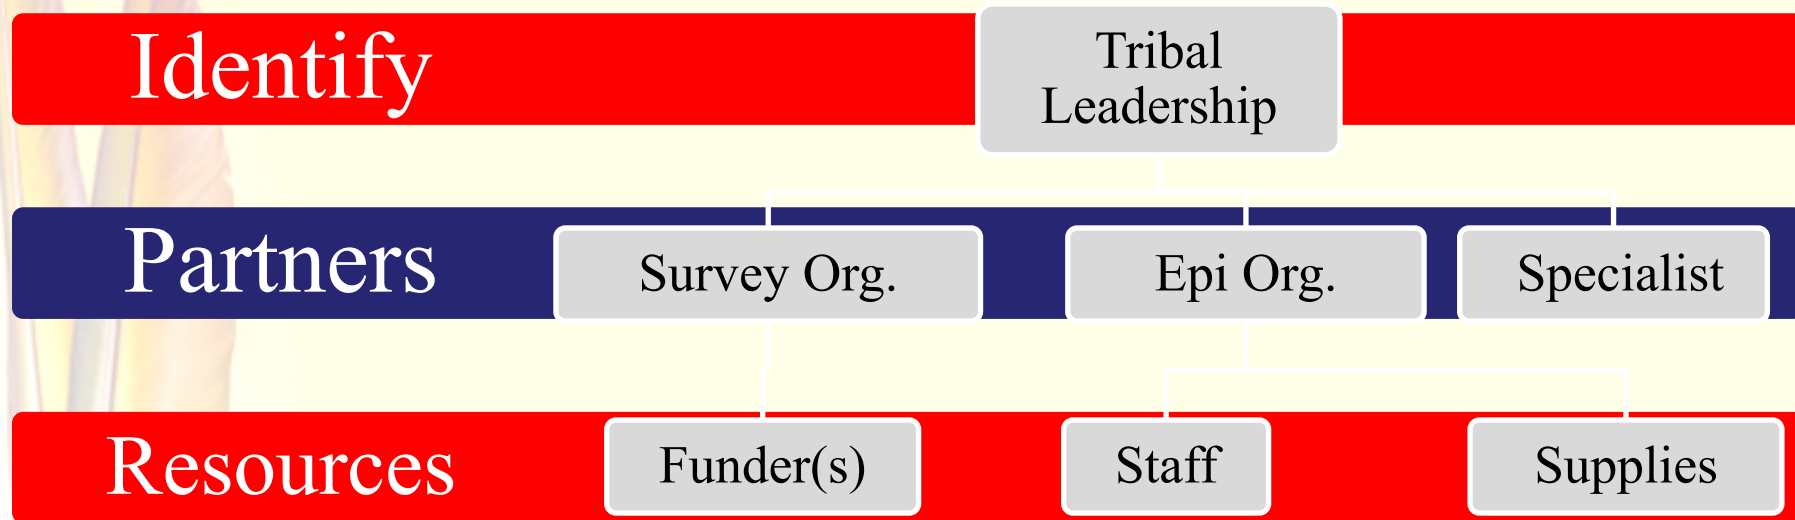 Identify
Tribal
Leadership
Partners
Survey Org.
Epi Org.
Specialist
Resources
Funder(s)
Staff
Supplies